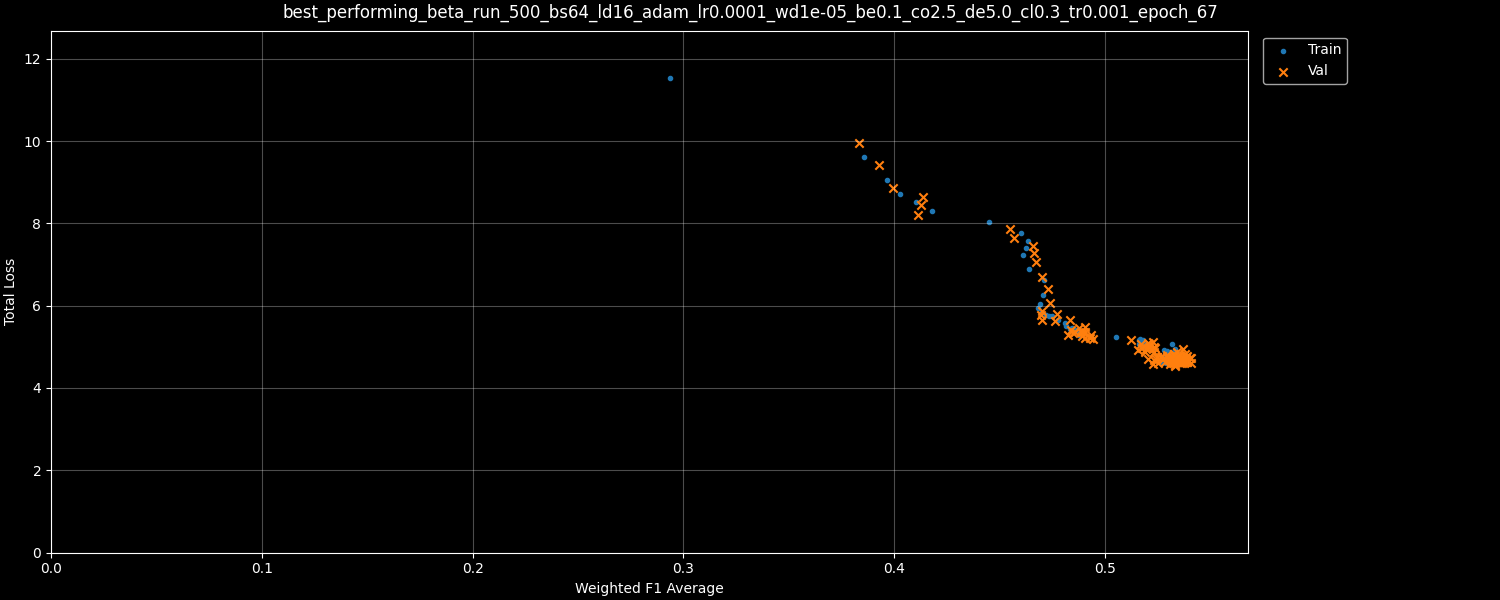 best_performing_beta_run_500_bs64_ld16_adam_lr0.0001_wd1e-05_be0.1_co2.5_de5.0_cl0.3_tr0.001_epoch_67
Train
Val
12
10
8
6
4
2
0
Total Loss
0.0 0.1 0.2 0.3 0.4 0.5
Weighted F1 Average